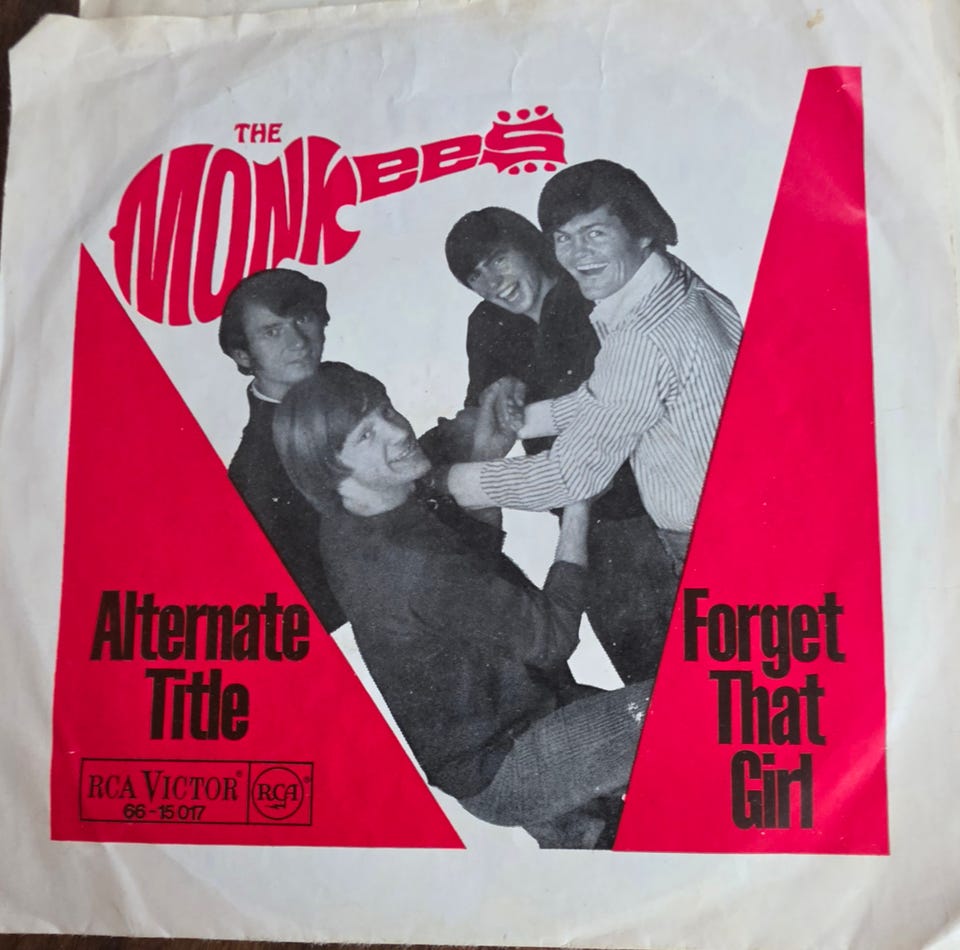 THE
MONKEES
Alternate
Title
RCA VICTOR® RCA®
66-15 017
Forget
That
Girl